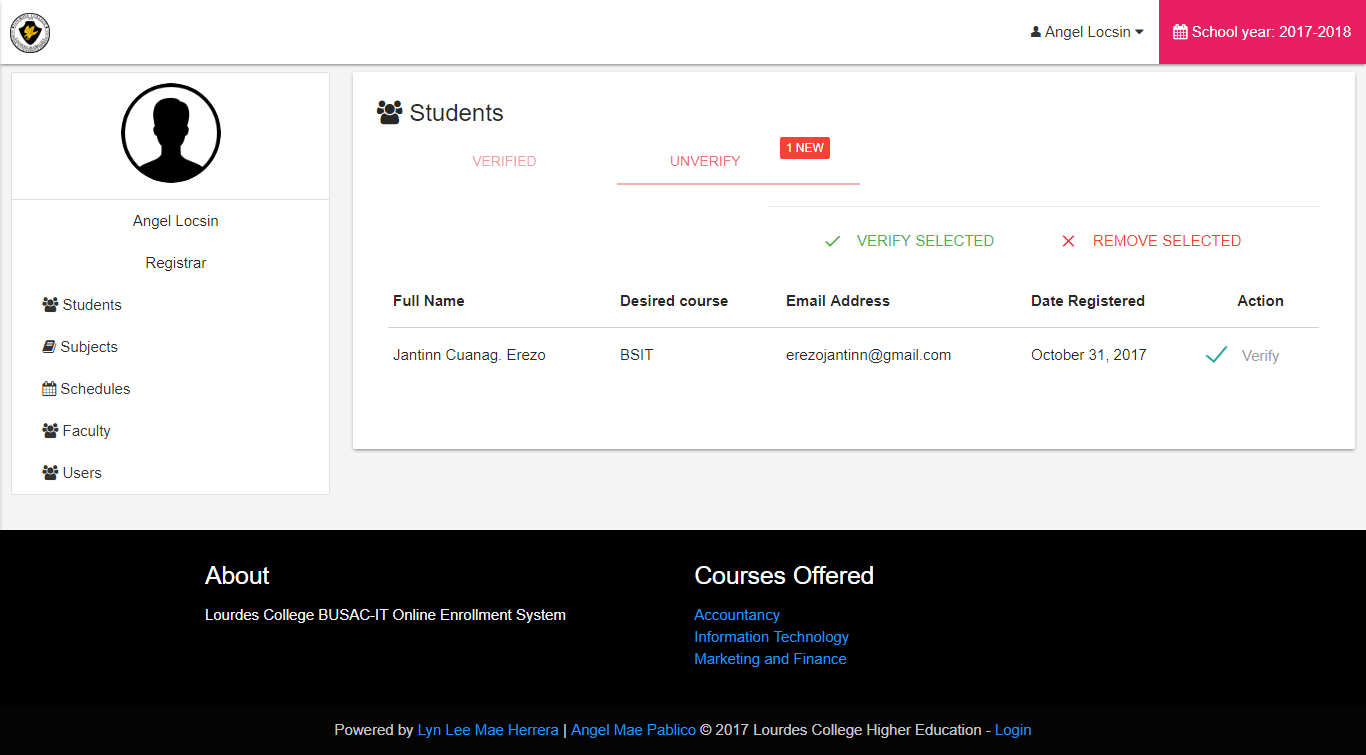 Angel Locsin
School year: 2017-2018
Angel Locsin
Registrar
Students
Subjects
Schedules
Faculty
Users
Students
VERIFIED
UNVERIFY
1 NEW
VERIFY SELECTED
REMOVE SELECTED
Full Name Desired course Email Address Date Registered Action
Jantinn Cuanag. Erezo BSIT erezojantinn@gmail.com October 31, 2017 Verify
About
Lourdes College BUSAC-IT Online Enrollment System
Courses Offered
Accountancy
Information Technology
Marketing and Finance
Powered by Lyn Lee Mae Herrera | Angel Mae Pablico © 2017 Lourdes College Higher Education - Login